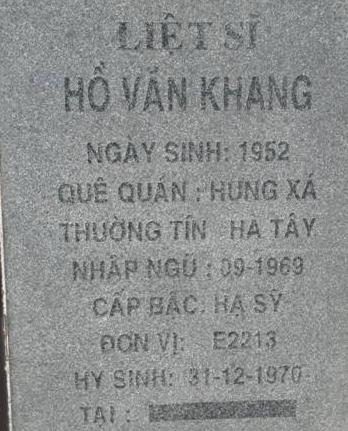 LIỆT SĨ
HỒ VĂN KHANG
NGÀY SINH: 1952
QUÊ QUÁN : HUNG XÁ
THƯỜNG TÍN HÀ TÂY
NHẬP NGŨ : 09-1969
CẤP BẬC. HẠ SỸ
ĐƠN VỊ: E2213
HY SINH: 31-12-1970
TẠI :